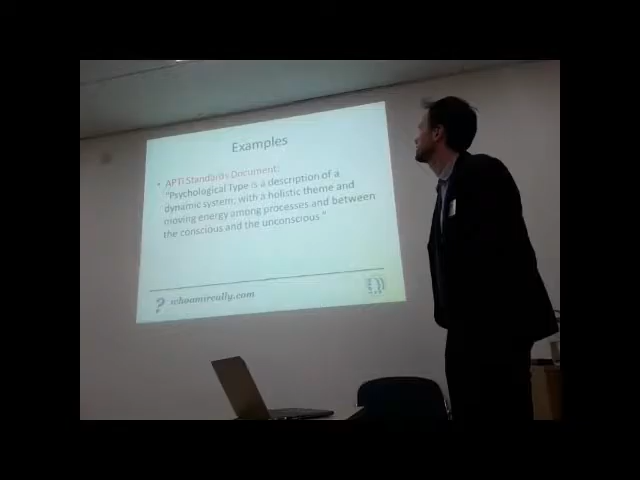 Examples
• APTi Standards Document:
"Psychological Type is a description of a
dynamic system, with a holistic theme and
moving energy among processes and between
the conscious and the unconscious."
? whoamireally.com